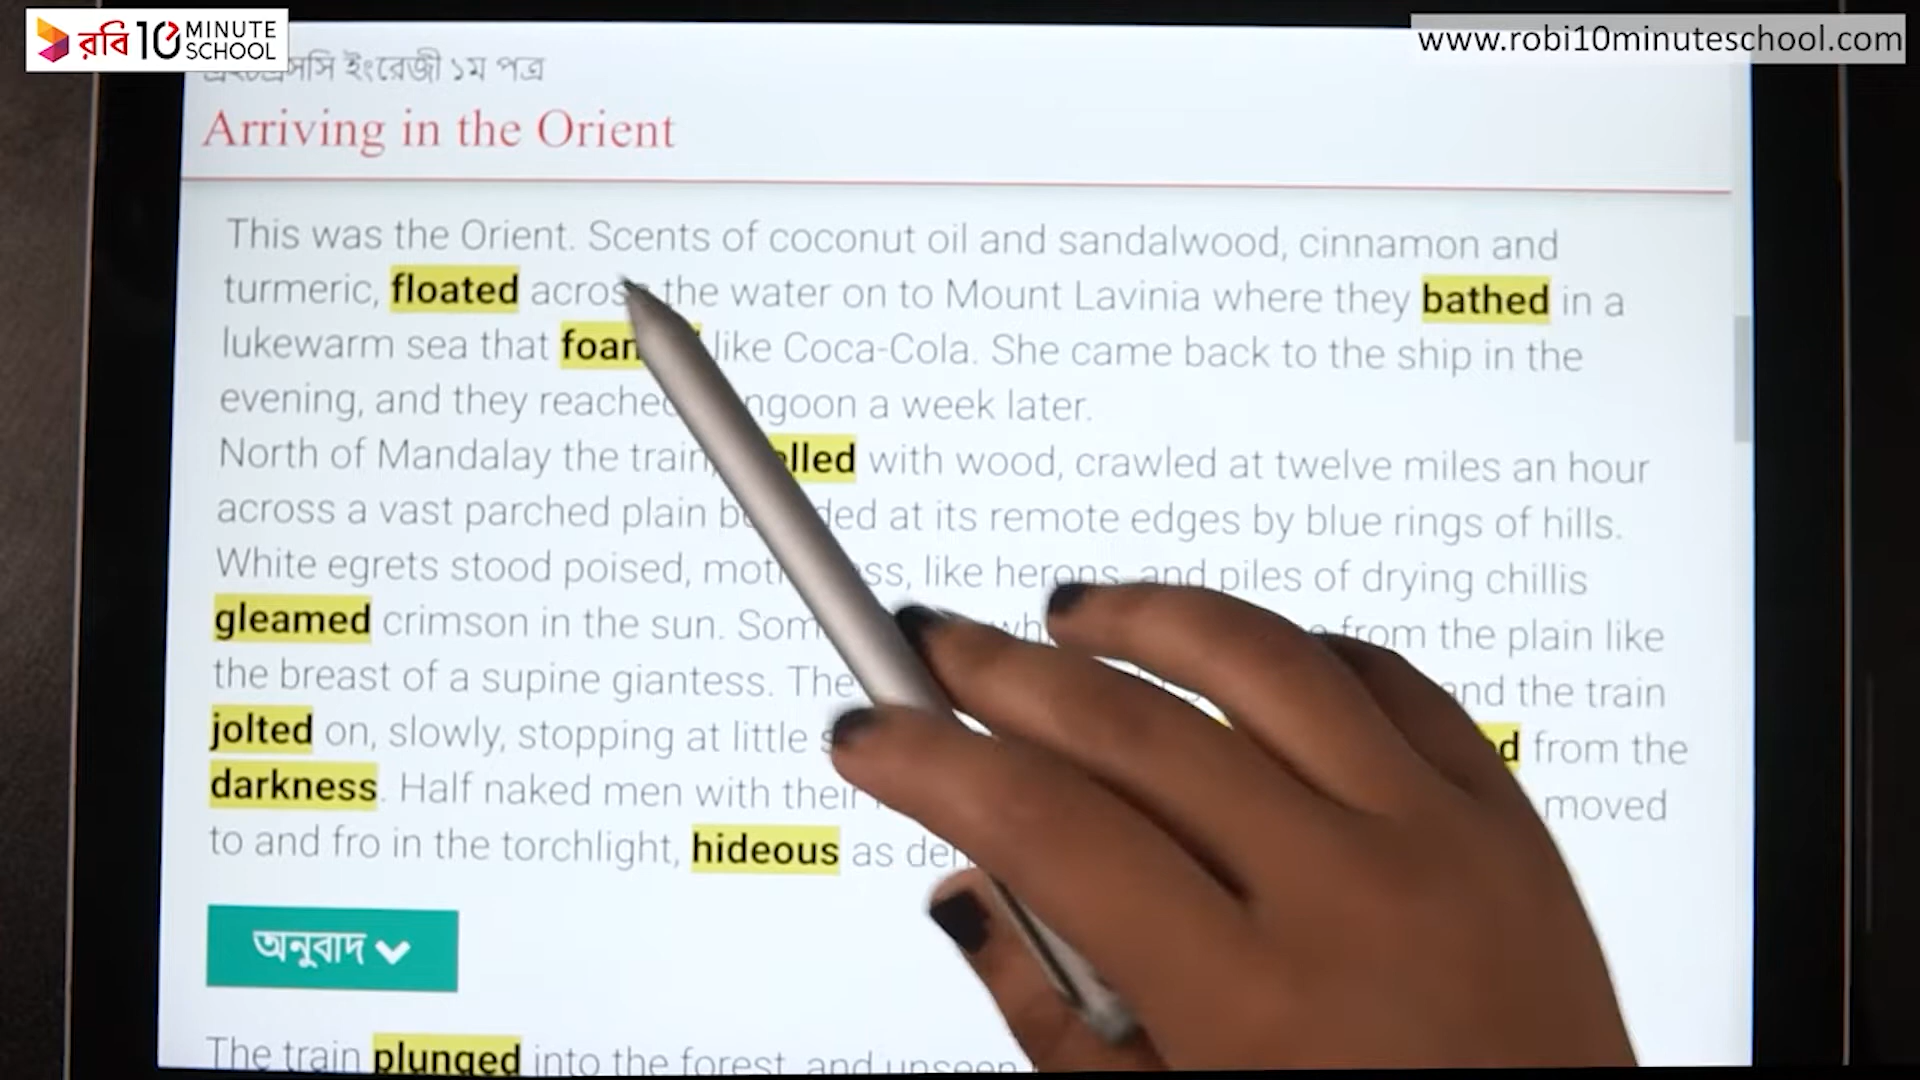 রবি 10 MINUTE SCHOOL
www.robi10minuteschool.com
ইংরেজী ১ম পত্র
Arriving in the Orient
This was the Orient. Scents of coconut oil and sandalwood, cinnamon and
turmeric, floated across the water on to Mount Lavinia where they bathed in a
lukewarm sea that like Coca-Cola. She came back to the ship in the
evening, and they reached a week later.
North of Mandalay the train, with wood, crawled at twelve miles an hour
across a vast parched plain at its remote edges by blue rings of hills.
White egrets stood poised, like herons, and piles of drying chillis
gleamed crimson in the sun. from the plain like
the breast of a supine giantess. The and the train
jolted on, slowly, stopping at little from the
darkness. Half naked men with their moved
to and fro in the torchlight, hideous as
অনুবাদ
The train plunged into the forest, and unseen